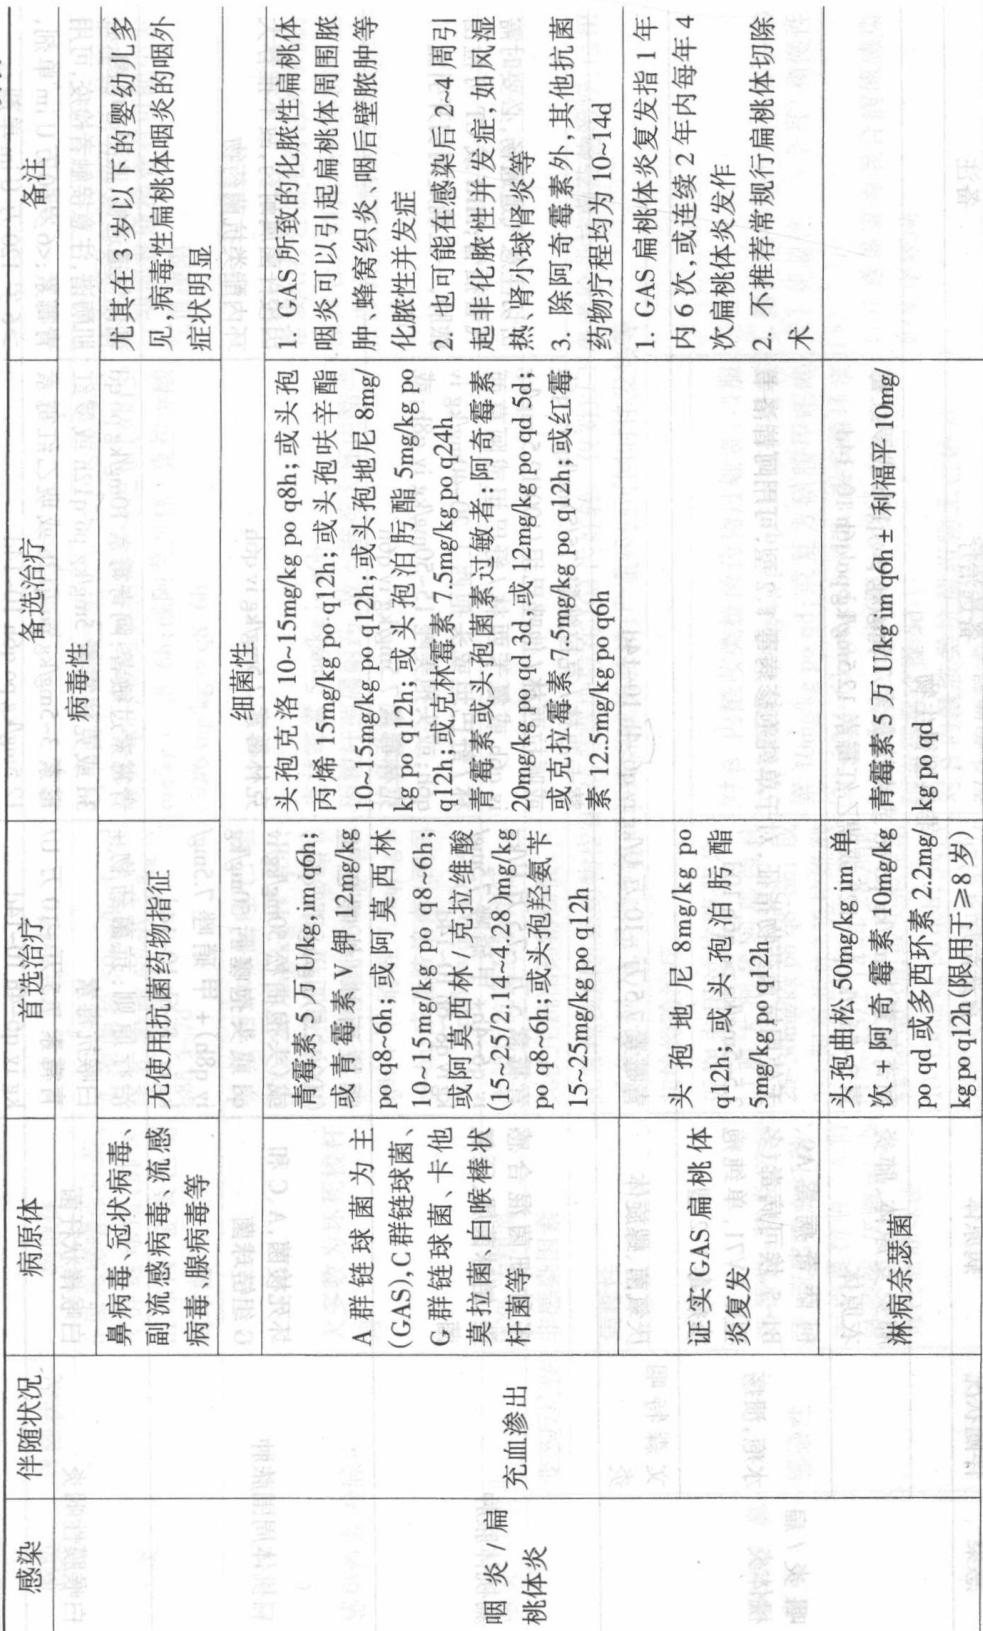 感染
伴随状况
病原体
首选治疗
备选治疗
备注
咽炎/扁
桃体炎
充血渗出
病毒性
鼻病毒、冠状病毒、
副流感病毒、流感
病毒、腺病毒等
无使用抗菌药物指征
尤其在3岁以下的婴幼儿多
见,病毒性扁桃体咽炎的咽外
症状明显
细菌性
A群链球菌为主
(GAS),C群链球菌、
G群链球菌、卡他
莫拉菌、白喉棒状
杆菌等
青霉素5万U/kg,im q6h;
或青霉素V钾12mg/kg
po q8~6h;或阿莫西林
10~15mg/kg po q8~6h;
或阿莫西林/克拉维酸
(15~25/2.14~4.28)mg/kg
po q8~6h;或头孢羟氨苄
15~25mg/kg po q12h
头孢克洛10~15mg/kg po q8h;或头孢
丙烯15mg/kg po q12h;或头孢呋辛酯
10~15mg/kg po q12h;或头孢地尼8mg/
kg po q12h;或头孢泊肟酯5mg/kg po
q12h;或克林霉素7.5mg/kg po q24h
青霉素或头孢菌素过敏者:阿奇霉素
20mg/kg po qd 3d,或12mg/kg po qd 5d;
或克拉霉素7.5mg/kg po q12h;或红霉
素12.5mg/kg po q6h
1. GAS所致的化脓性扁桃体
咽炎可以引起扁桃体周围脓
肿、蜂窝织炎、咽后壁脓肿等
化脓性并发症
2. 也可能在感染后2~4周引
起非化脓性并发症,如风湿
热、肾小球肾炎等
3. 除阿奇霉素外,其他抗菌
药物疗程均为10~14d
证实GAS扁桃体
炎复发
头孢地尼8mg/kg po
q12h;或头孢泊肟酯
5mg/kg po q12h
1. GAS扁桃体炎复发指1年
内6次,或连续2年内每年4
次扁桃体炎发作
2. 不推荐常规行扁桃体切除
术
淋病奈瑟菌
头孢曲松50mg/kg im单
次+阿奇霉素10mg/kg
po qd或多西环素2.2mg/
kg po q12h(限用于≥8岁)
青霉素5万U/kg im q6h±利福平10mg/
kg po qd